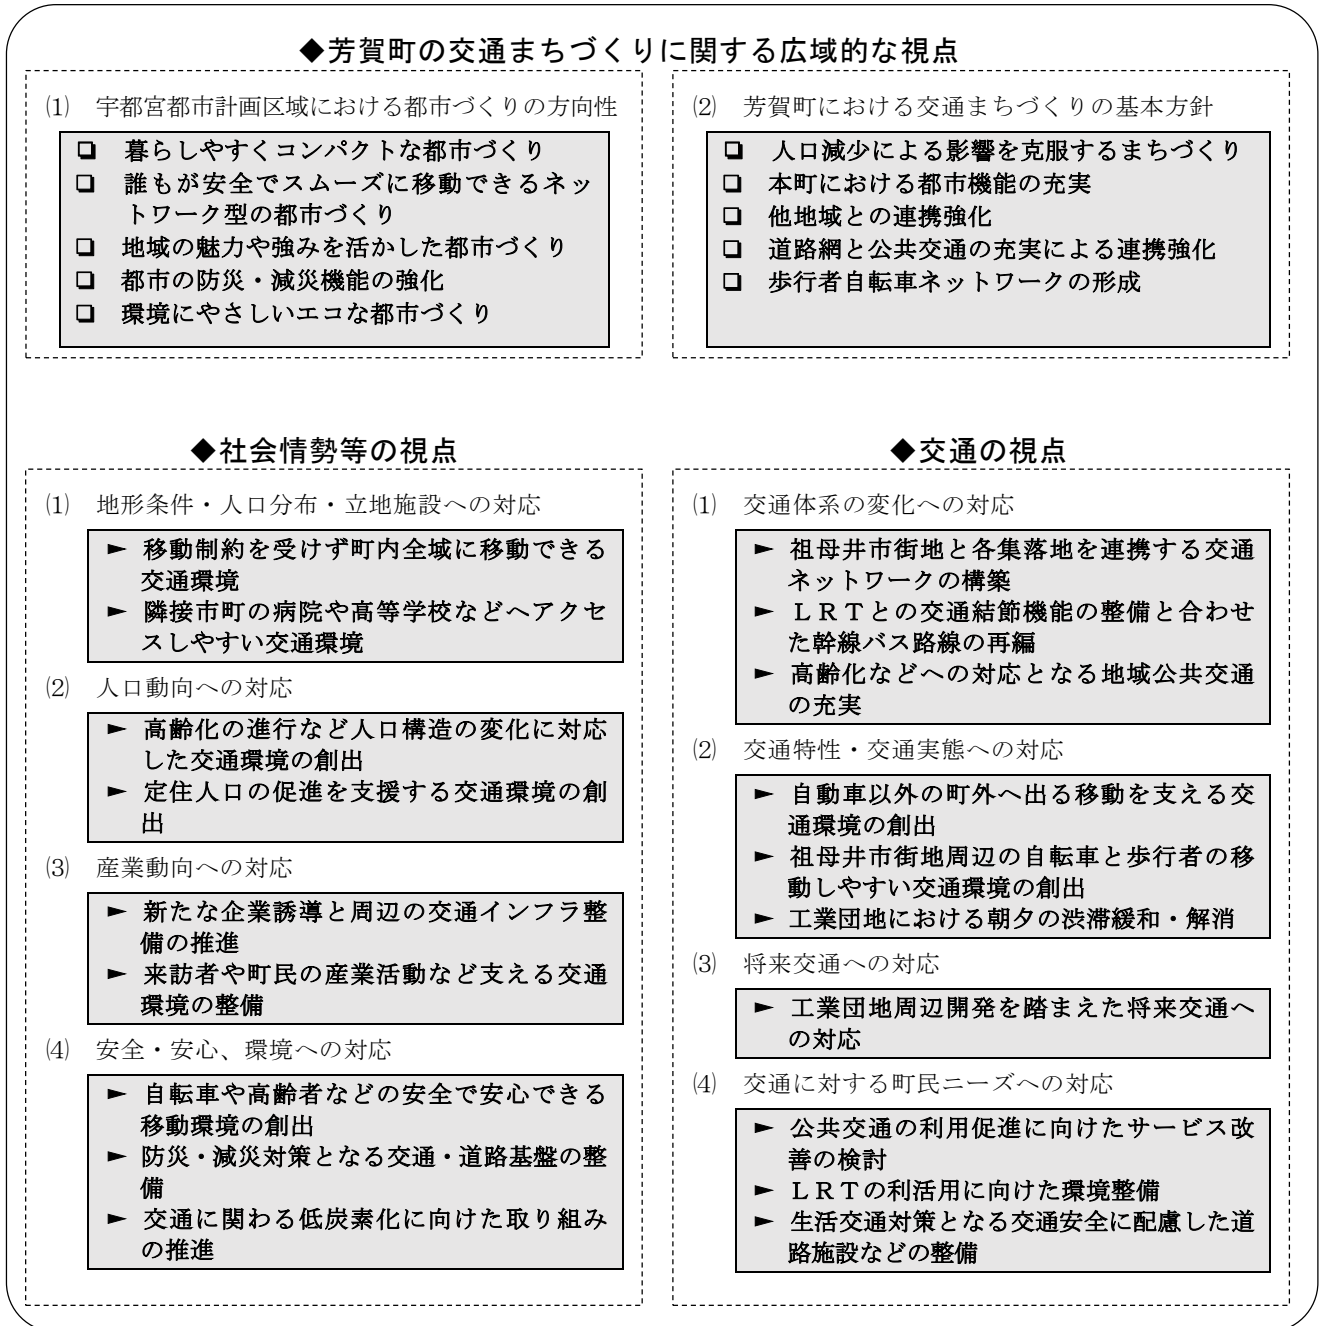 ◆芳賀町の交通まちづくりに関する広域的な視点
⑴ 宇都宮都市計画区域における都市づくりの方向性
❑ 暮らしやすくコンパクトな都市づくり
❑ 誰もが安全でスムーズに移動できるネッ
トワーク型の都市づくり
❑ 地域の魅力や強みを活かした都市づくり
❑ 都市の防災・減災機能の強化
❑ 環境にやさしいエコな都市づくり
⑵ 芳賀町における交通まちづくりの基本方針
❑ 人口減少による影響を克服するまちづくり
❑ 本町における都市機能の充実
❑ 他地域との連携強化
❑ 道路網と公共交通の充実による連携強化
❑ 歩行者自転車ネットワークの形成
◆社会情勢等の視点
⑴ 地形条件・人口分布・立地施設への対応
► 移動制約を受けず町内全域に移動できる
交通環境
► 隣接市町の病院や高等学校などへアクセ
スしやすい交通環境
⑵ 人口動向への対応
► 高齢化の進行など人口構造の変化に対応
した交通環境の創出
► 定住人口の促進を支援する交通環境の創
出
⑶ 産業動向への対応
► 新たな企業誘導と周辺の交通インフラ整
備の推進
► 来訪者や町民の産業活動など支える交通
環境の整備
⑷ 安全・安心、環境への対応
► 自転車や高齢者などの安全で安心できる
移動環境の創出
► 防災・減災対策となる交通・道路基盤の整
備
► 交通に関わる低炭素化に向けた取り組み
の推進
◆交通の視点
⑴ 交通体系の変化への対応
► 祖母井市街地と各集落地を連携する交通
ネットワークの構築
► ＬＲＴとの交通結節機能の整備と合わせ
た幹線バス路線の再編
► 高齢化などへの対応となる地域公共交通
の充実
⑵ 交通特性・交通実態への対応
► 自動車以外の町外へ出る移動を支える交
通環境の創出
► 祖母井市街地周辺の自転車と歩行者の移
動しやすい交通環境の創出
► 工業団地における朝夕の渋滞緩和・解消
⑶ 将来交通への対応
► 工業団地周辺開発を踏まえた将来交通へ
の対応
⑷ 交通に対する町民ニーズへの対応
► 公共交通の利用促進に向けたサービス改
善の検討
► ＬＲＴの利活用に向けた環境整備
► 生活交通対策となる交通安全に配慮した道
路施設などの整備